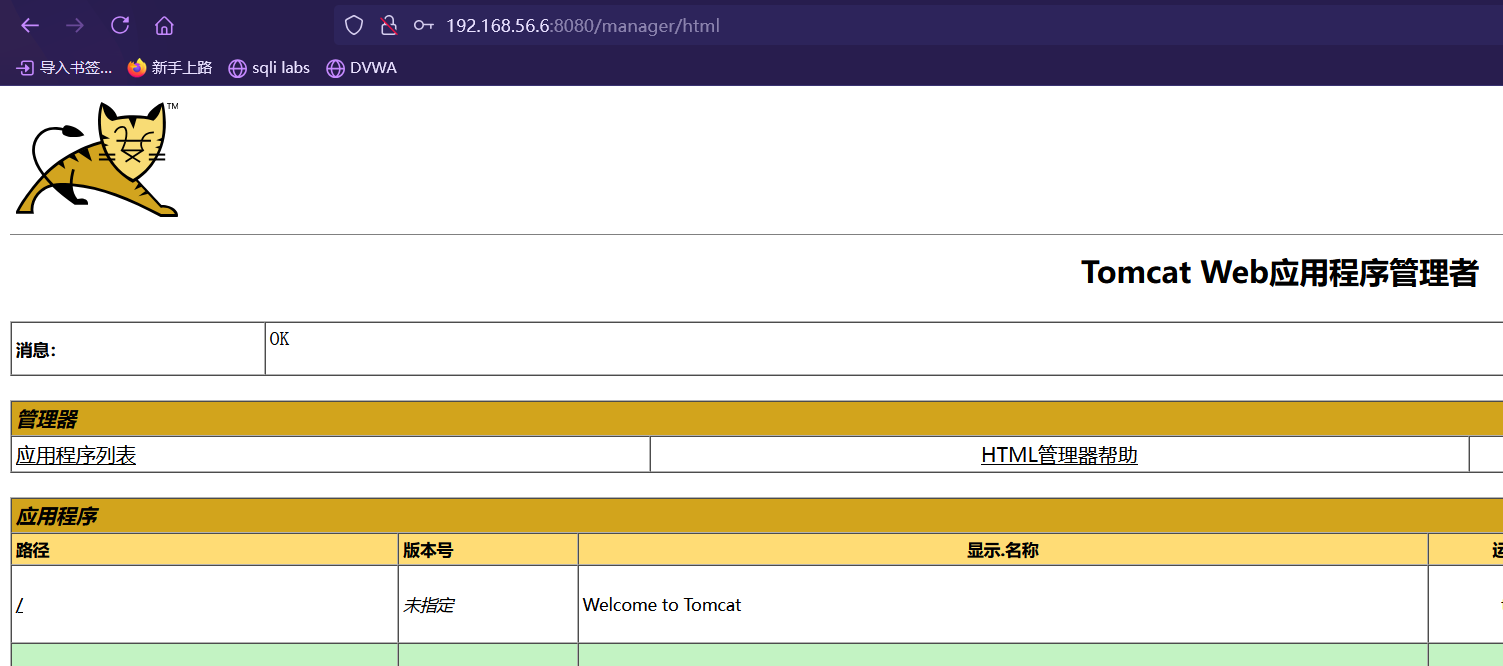 192.168.56.6:8080/manager/html
导入书签... 新手上路 sqli labs DVWA
TM
Tomcat Web应用程序管理者
消息: OK
管理器
应用程序列表 HTML管理器帮助
应用程序
路径 版本号 显示.名称
/ 未指定 Welcome to Tomcat